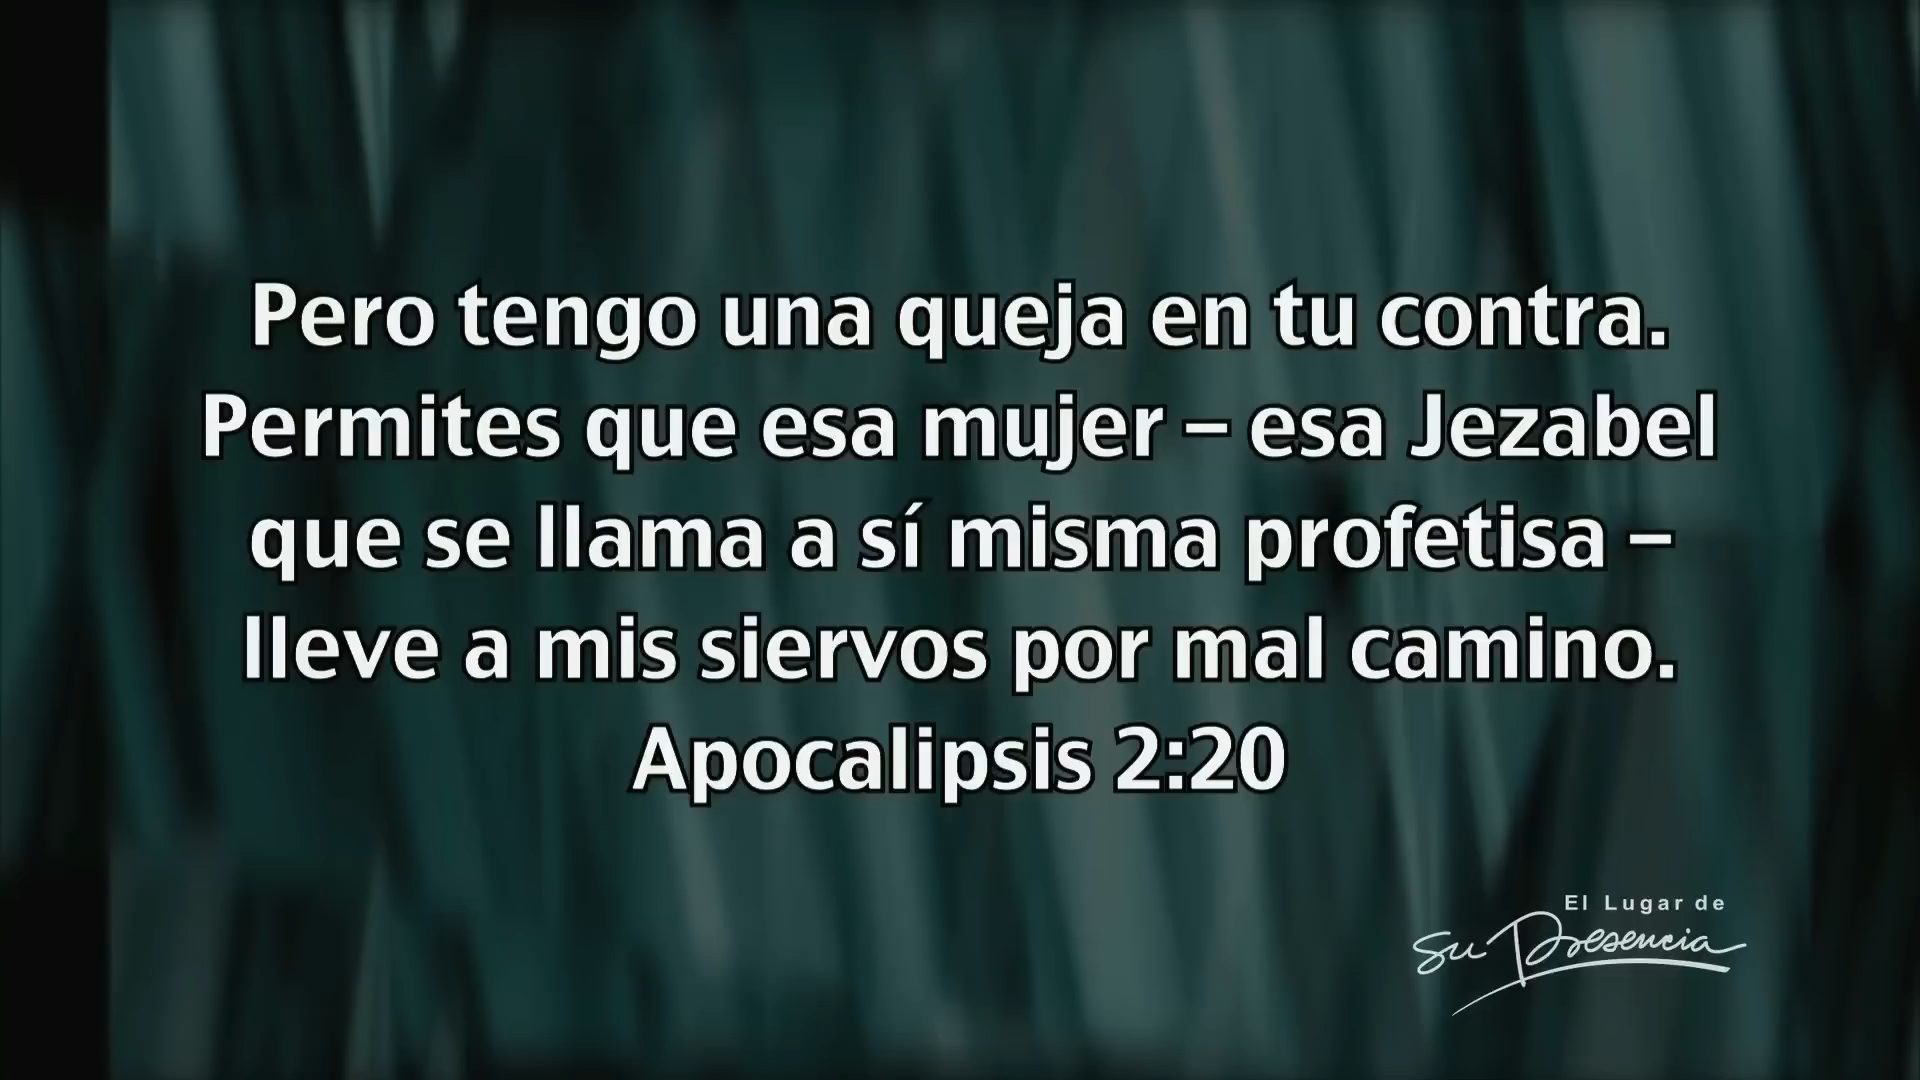 Pero tengo una queja en tu contra.
Permites que esa mujer – esa Jezabel
que se llama a sí misma profetisa –
lleve a mis siervos por mal camino.
Apocalipsis 2:20
El Lugar de
Su Presencia